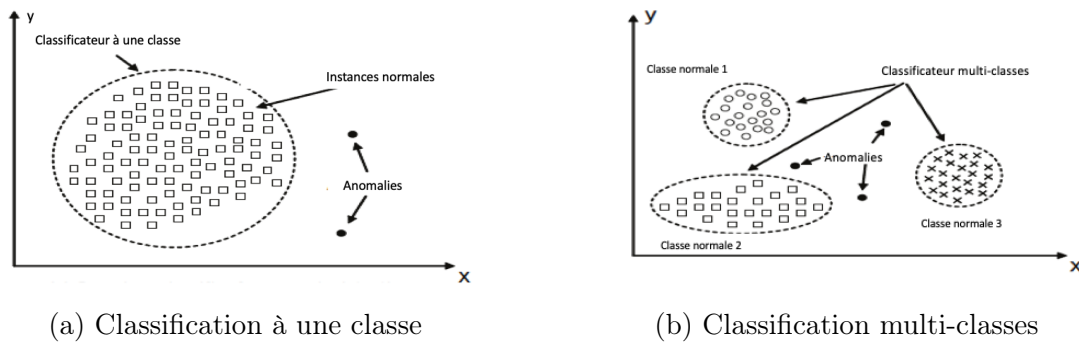 y
Classificateur à une classe
Instances normales
Anomalies
x
(a) Classification à une classe
y
Classe normale 1
Classificateur multi-classes
Anomalies
Classe normale 3
Classe normale 2
x
(b) Classification multi-classes